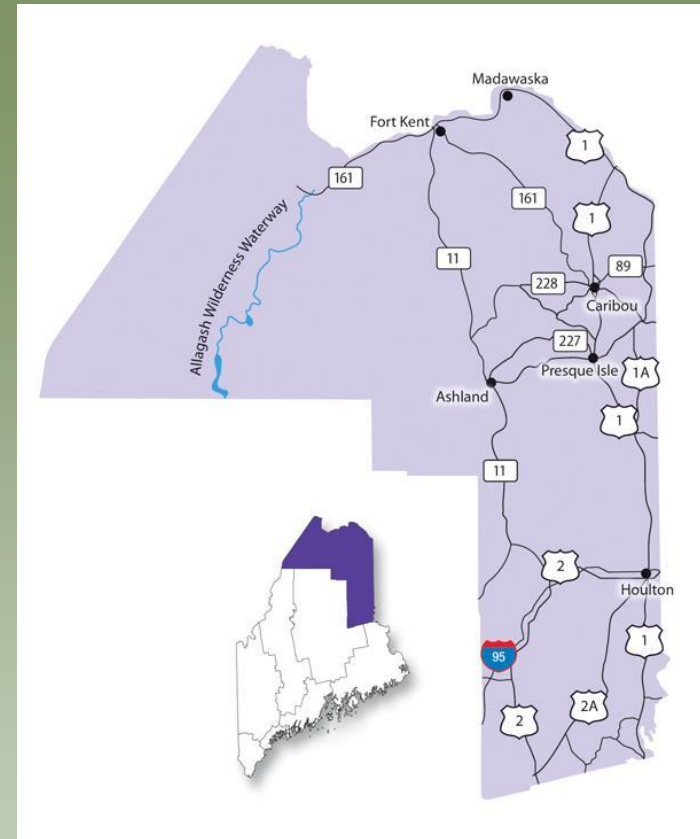 Madawaska
Fort Kent
1
161
161
1
Allagash Wilderness Waterway
11
89
228
Caribou
227
Presque Isle
1A
Ashland
1
11
2
Houlton
1
95
2A
2